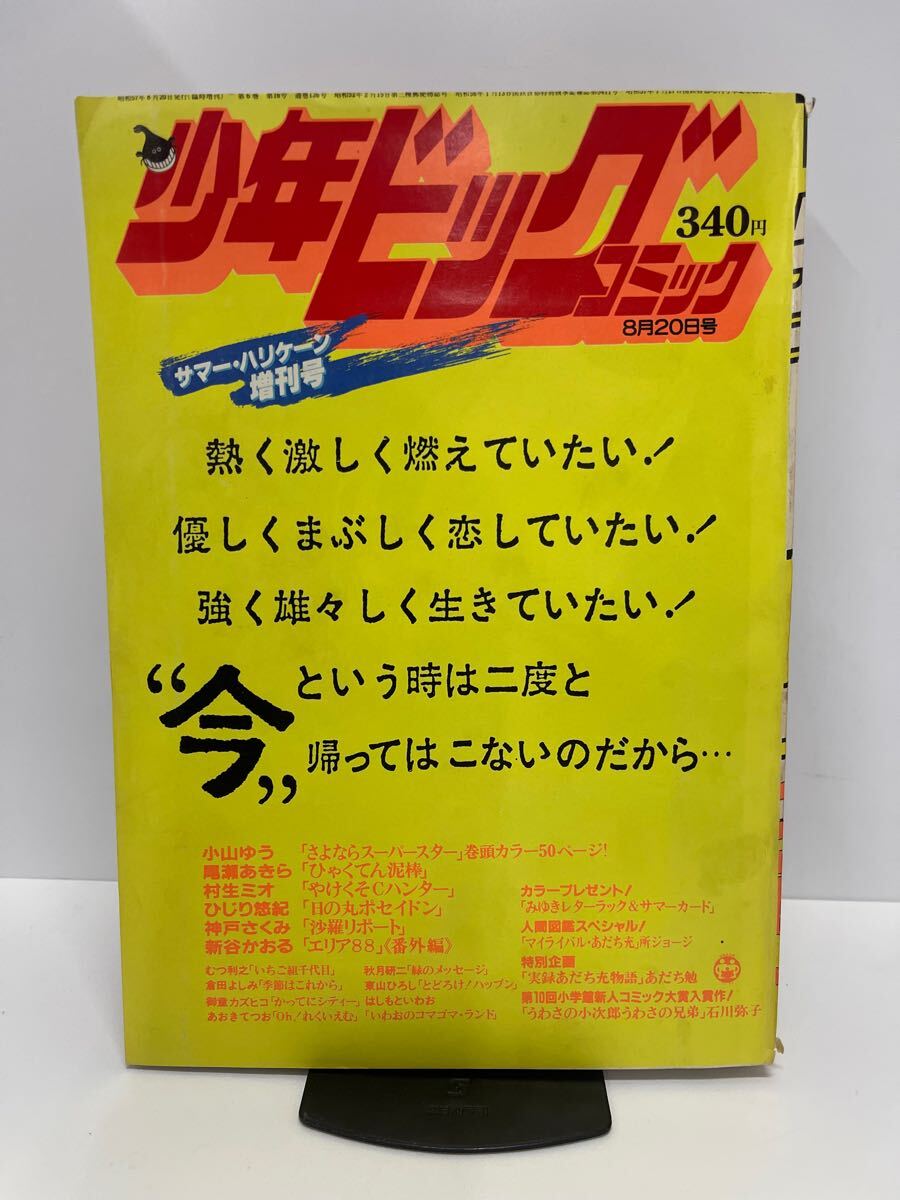 昭和57年8月20日発行(臨時増刊)
少年ビッグコミック
340円
8月20日号
サマー・ハリケーン
増刊号
熱く激しく燃えていたい!
優しくまぶしく恋していたい!
強く雄々しく生きていたい!
“今„という時は二度と
帰ってはこないのだから…
小山ゆう 「さよならスーパースター」巻頭カラー50ページ!
尾瀬あきら「ひゃくてん泥棒」
村生ミオ 「やけくそCハンター」
ひじり悠紀「日の丸ポセイドン」
神戸さくみ「沙羅リポート」
新谷かおる「エリア88」《番外編》
むつ利之「いちご組千代目」
倉田よしみ「季節はこれから」
御童カズヒコ「かってにシティー」
あおきてつお「Oh!れくいえむ」
秋月研二「緑のメッセージ」
東山ひろし「とどろけ!ハップン」
はしもといわお
「いわおのコマゴマ・ランド」
カラープレゼント!
「みゆきレターラック&サマーカード」
人間図鑑スペシャル!
「マイライバル・あだち充」所ジョージ
特別企画
「実録あだち充物語」あだち勉
第10回小学館新人コミック大賞入賞作!
「うわさの小次郎うわさの兄弟」石川弥子